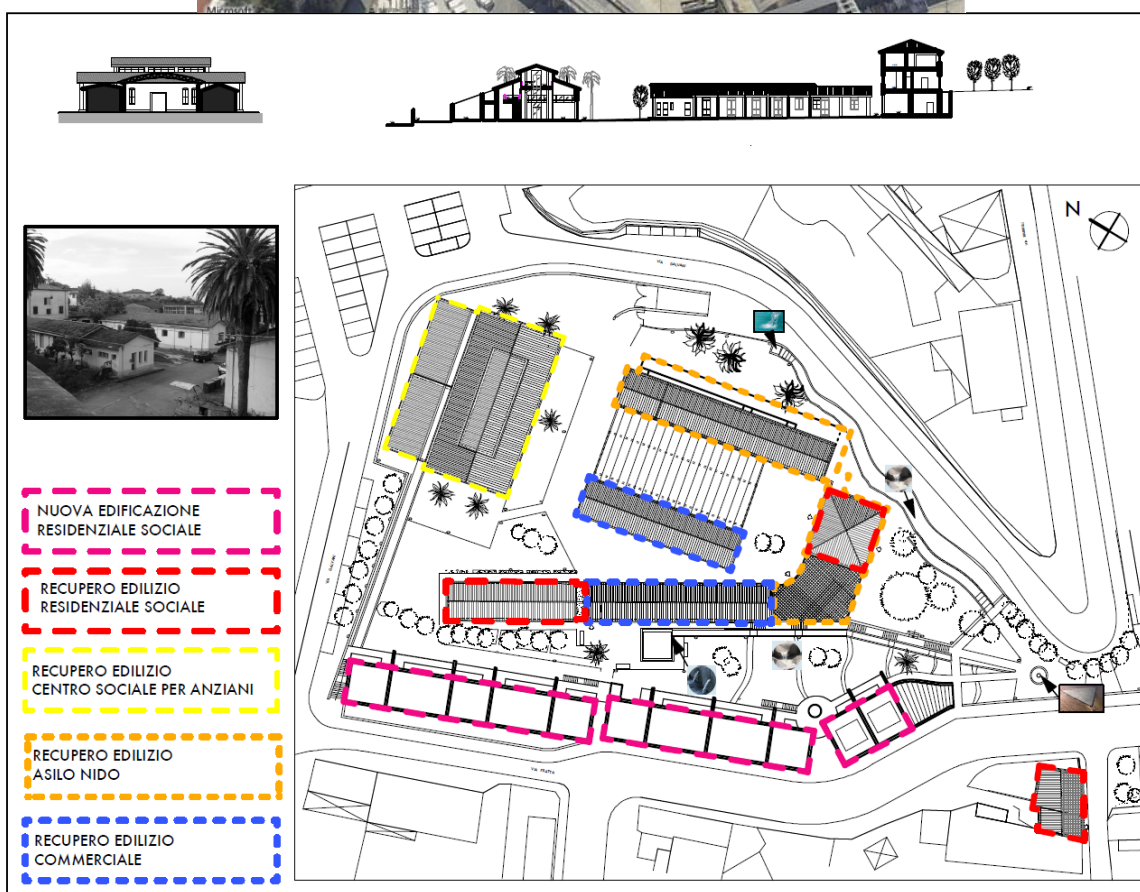 Microsoft
N
NUOVA EDIFICAZIONE
RESIDENZIALE SOCIALE
RECUPERO EDILIZIO
RESIDENZIALE SOCIALE
RECUPERO EDILIZIO
CENTRO SOCIALE PER ANZIANI
RECUPERO EDILIZIO
ASILO NIDO
RECUPERO EDILIZIO
COMMERCIALE